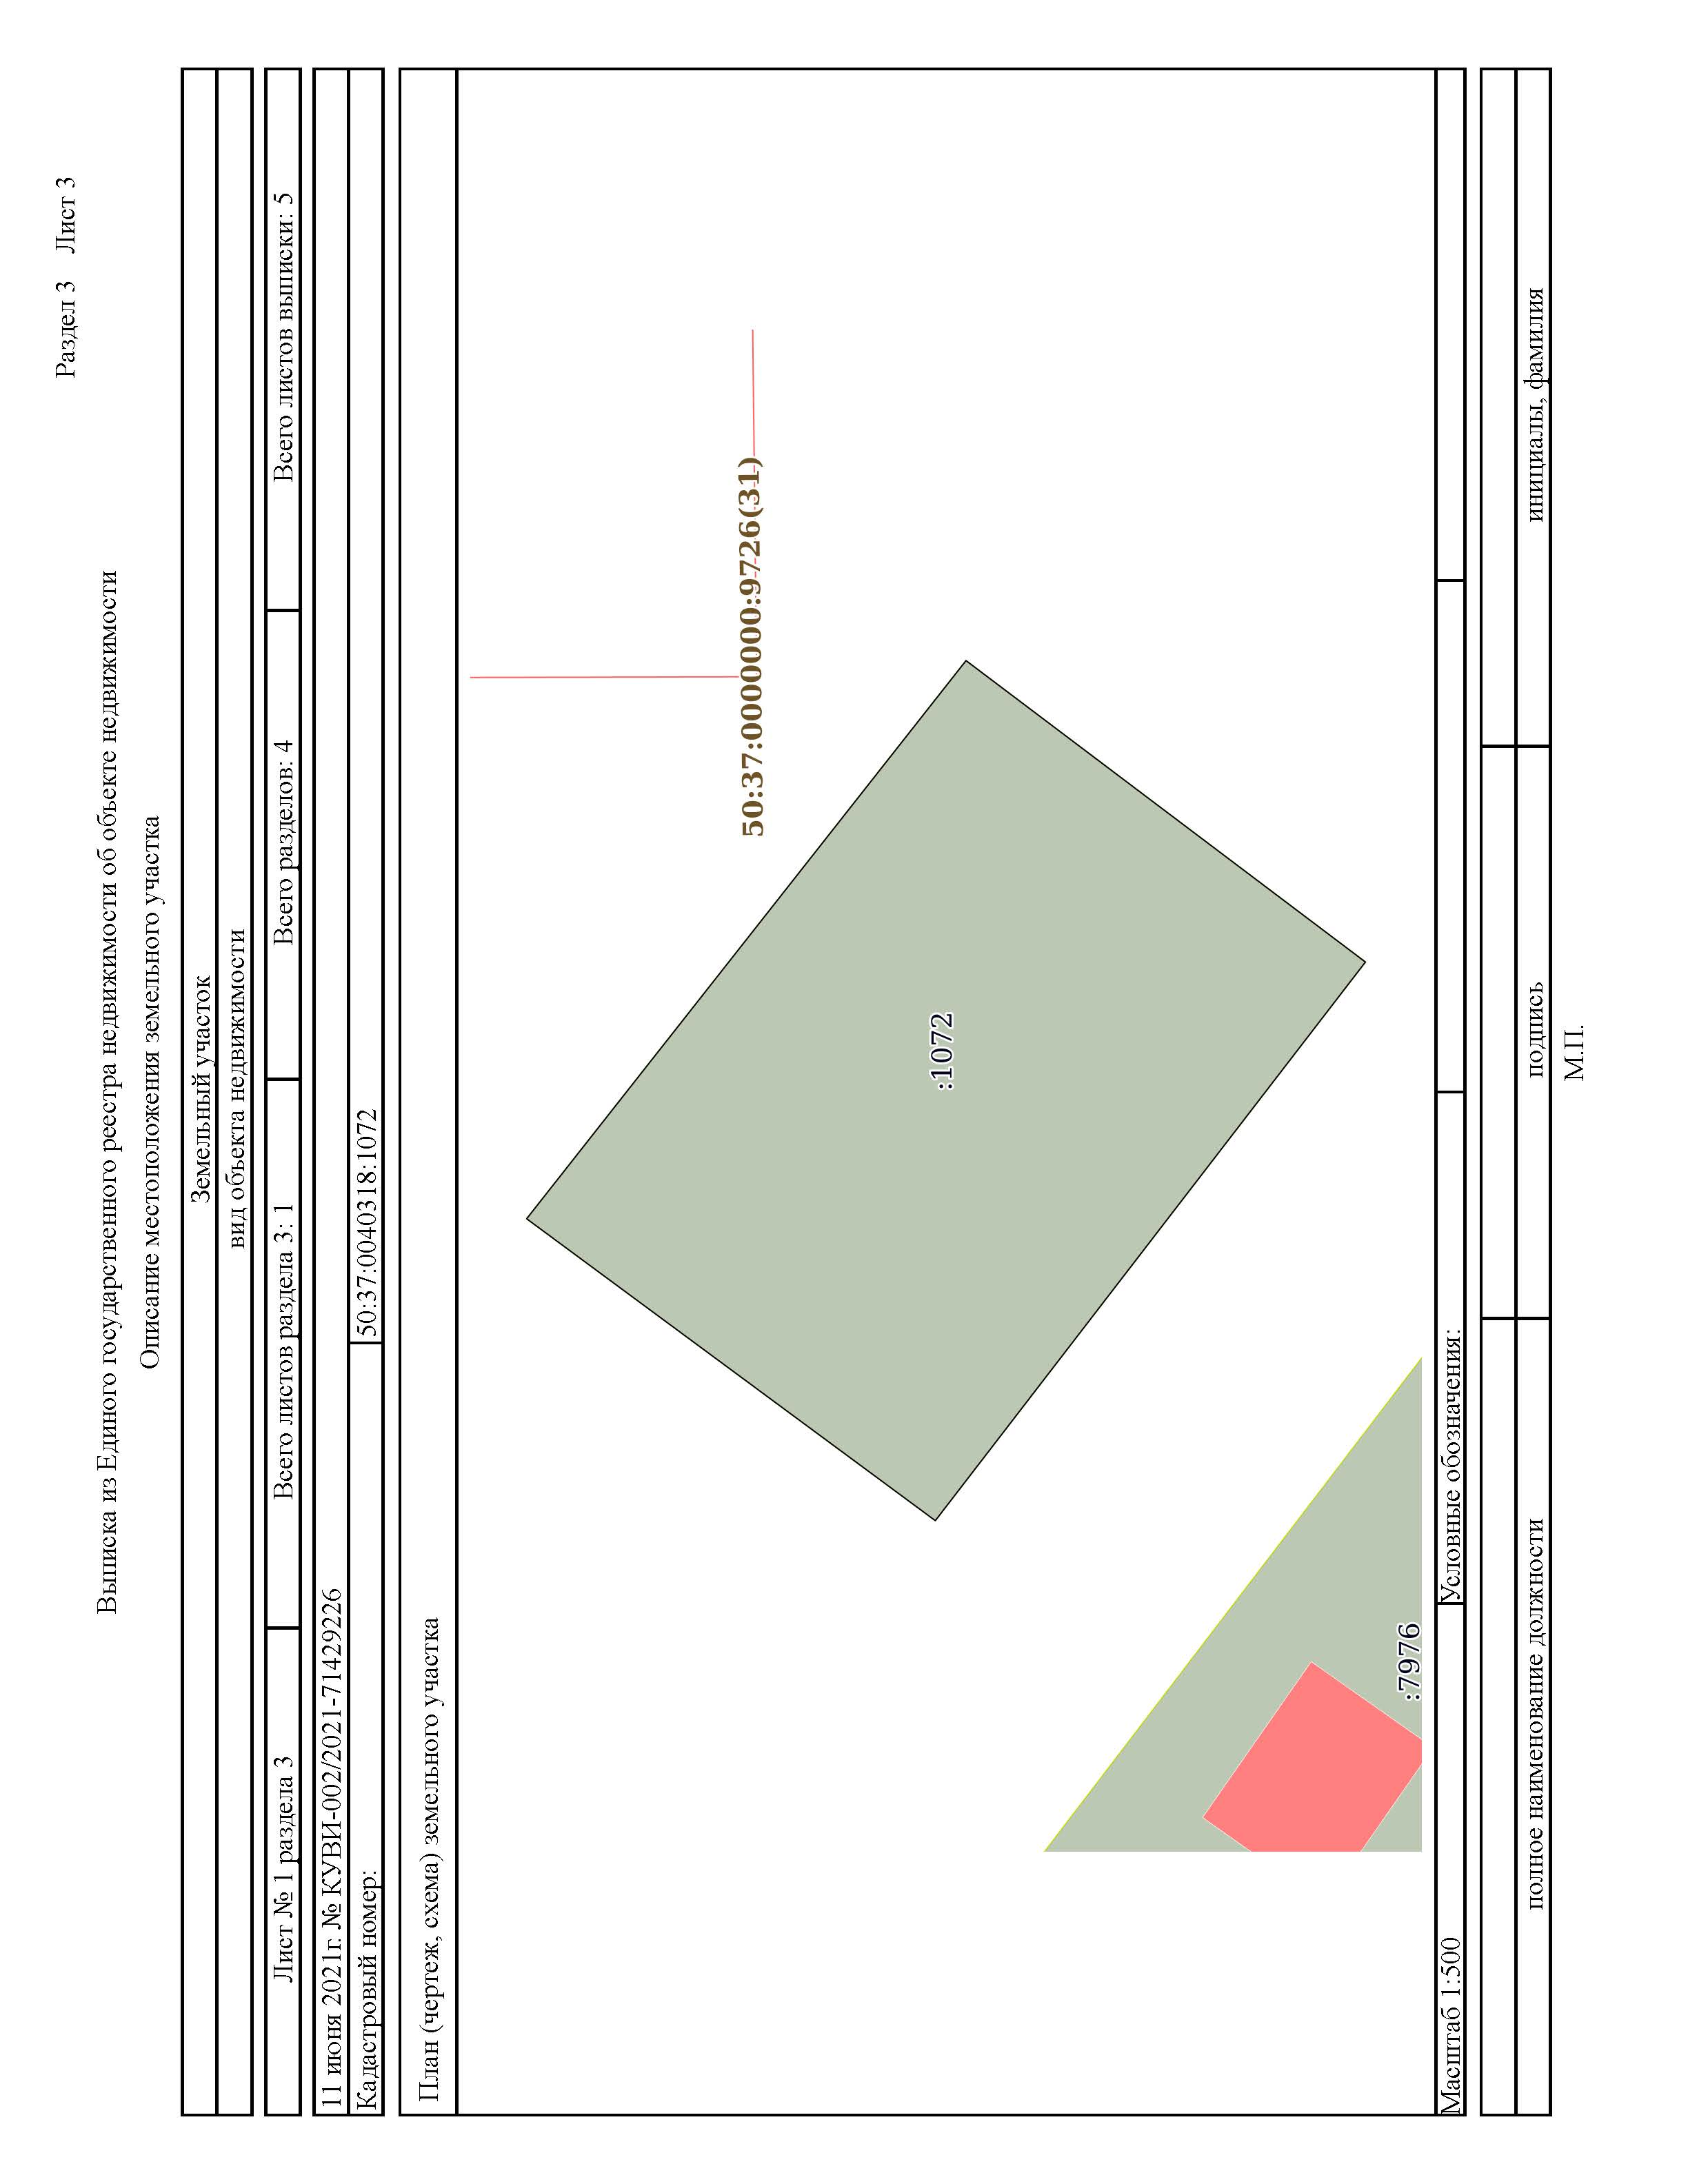 Раздел 3 Лист 3
Выписка из Единого государственного реестра недвижимости об объекте недвижимости
Описание местоположения земельного участка
Земельный участок
вид объекта недвижимости
Лист № 1 раздела 3 Всего листов раздела 3: 1 Всего разделов: 4 Всего листов выписки: 5
11 июня 2021г. № КУВИ-002/2021-71429226
Кадастровый номер: 50:37:0040318:1072
План (чертеж, схема) земельного участка
50:37:0000000:9726(31)
:1072
:7976
Масштаб 1:500 Условные обозначения:
полное наименование должности подпись инициалы, фамилия
М.П.